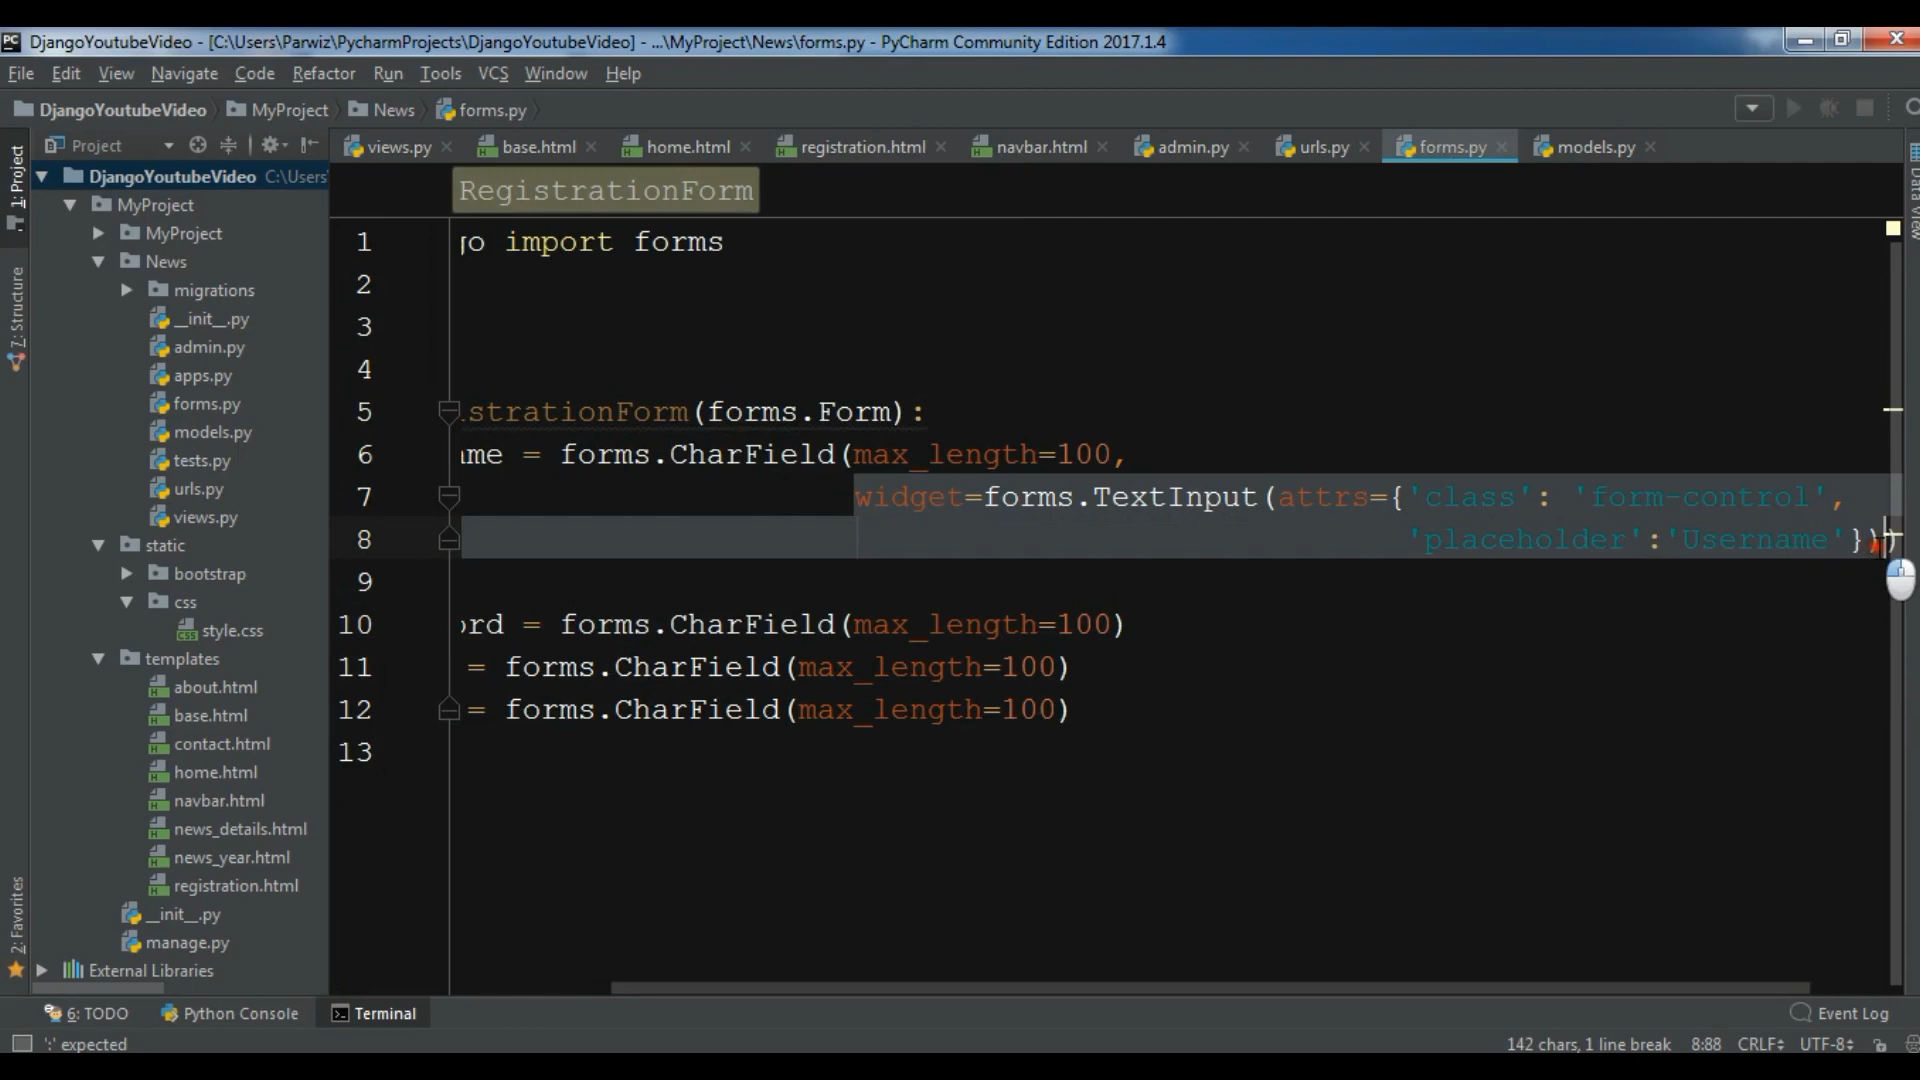 PC DjangoYoutubeVideo - [C:\Users\Parwiz\PycharmProjects\DjangoYoutubeVideo] - ...\MyProject\News\forms.py - PyCharm Community Edition 2017.1.4
File Edit View Navigate Code Refactor Run Tools VCS Window Help
DjangoYoutubeVideo MyProject News forms.py
Project
views.py base.html home.html registration.html navbar.html admin.py urls.py forms.py models.py
1: Project
7: Structure
2: Favorites
Data View
DjangoYoutubeVideo C:\Users
MyProject
MyProject
News
migrations
__init__.py
admin.py
apps.py
forms.py
models.py
tests.py
urls.py
views.py
static
bootstrap
css
style.css
templates
about.html
base.html
contact.html
home.html
navbar.html
news_details.html
news_year.html
registration.html
__init__.py
manage.py
External Libraries
RegistrationForm
1 go import forms
2
3
4
5 istrationForm(forms.Form):
6 ame = forms.CharField(max_length=100,
7 widget=forms.TextInput(attrs={'class': 'form-control',
8 'placeholder':'Username'}))
9
10 ord = forms.CharField(max_length=100)
11 = forms.CharField(max_length=100)
12 = forms.CharField(max_length=100)
13
6: TODO Python Console Terminal Event Log
':' expected 142 chars, 1 line break 8:88 CRLF UTF-8